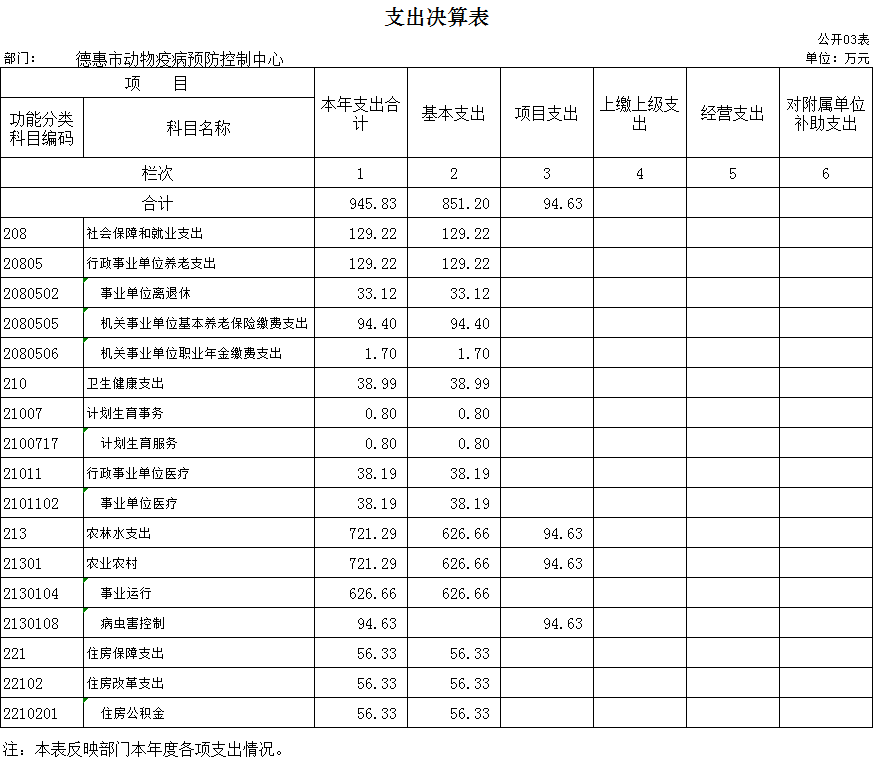 支出决算表
公开03表
部门： 德惠市动物疫病预防控制中心 单位：万元
项 目 本年支出合计 基本支出 项目支出 上缴上级支出 经营支出 对附属单位补助支出
功能分类科目编码 科目名称
栏次 1 2 3 4 5 6
合计 945.83 851.20 94.63
208 社会保障和就业支出 129.22 129.22
20805 行政事业单位养老支出 129.22 129.22
2080502 事业单位离退休 33.12 33.12
2080505 机关事业单位基本养老保险缴费支出 94.40 94.40
2080506 机关事业单位职业年金缴费支出 1.70 1.70
210 卫生健康支出 38.99 38.99
21007 计划生育事务 0.80 0.80
2100717 计划生育服务 0.80 0.80
21011 行政事业单位医疗 38.19 38.19
2101102 事业单位医疗 38.19 38.19
213 农林水支出 721.29 626.66 94.63
21301 农业农村 721.29 626.66 94.63
2130104 事业运行 626.66 626.66
2130108 病虫害控制 94.63 94.63
221 住房保障支出 56.33 56.33
22102 住房改革支出 56.33 56.33
2210201 住房公积金 56.33 56.33
注：本表反映部门本年度各项支出情况。